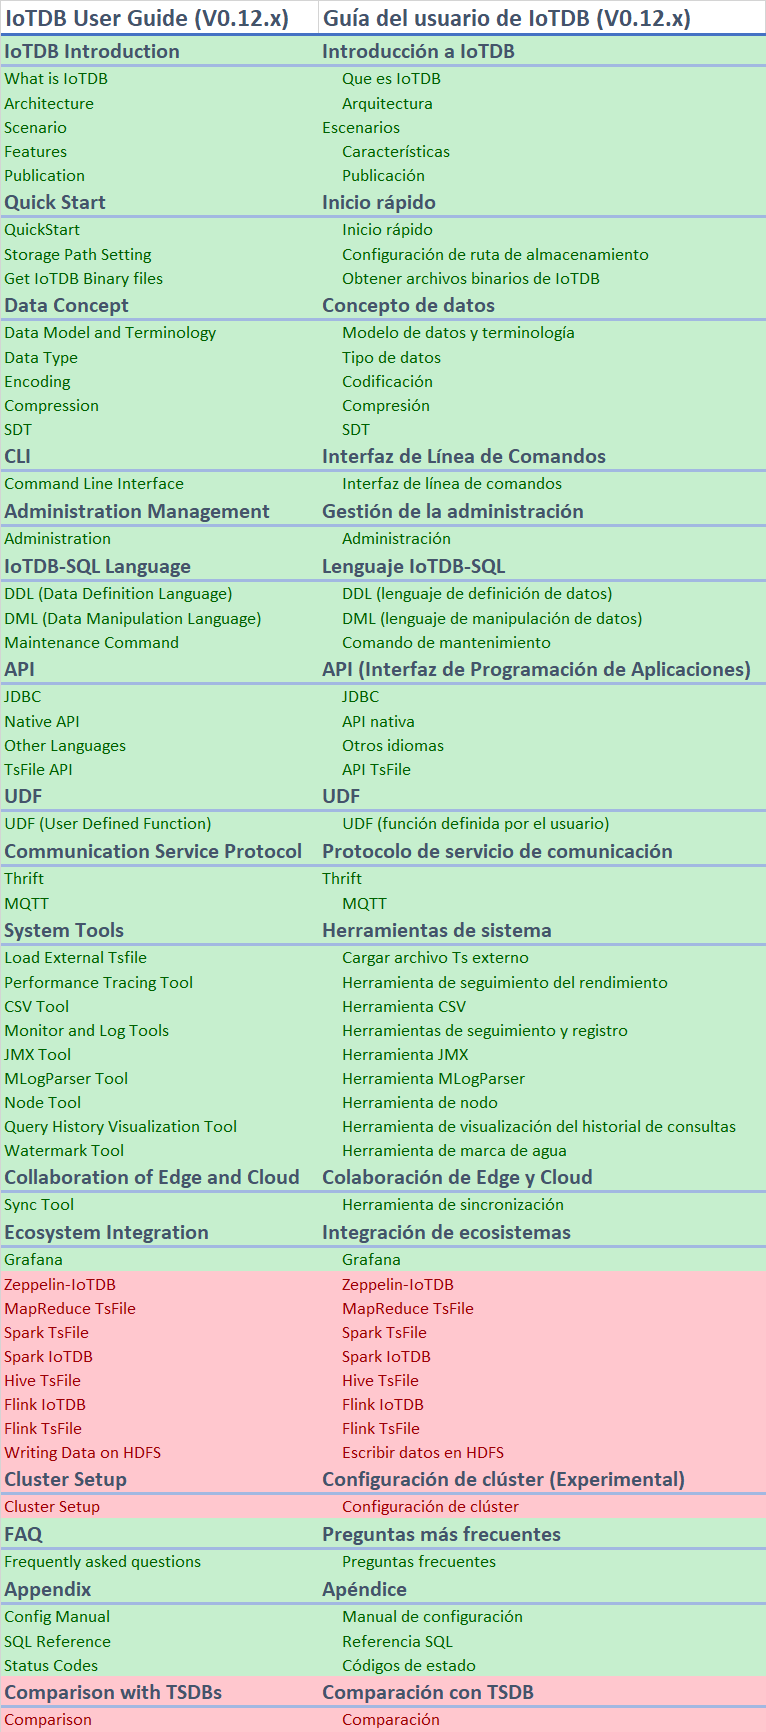 IoTDB User Guide (V0.12.x) Guía del usuario de IoTDB (V0.12.x)
IoTDB Introduction Introducción a IoTDB
What is IoTDB Que es IoTDB
Architecture Arquitectura
Scenario Escenarios
Features Características
Publication Publicación
Quick Start Inicio rápido
QuickStart Inicio rápido
Storage Path Setting Configuración de ruta de almacenamiento
Get IoTDB Binary files Obtener archivos binarios de IoTDB
Data Concept Concepto de datos
Data Model and Terminology Modelo de datos y terminología
Data Type Tipo de datos
Encoding Codificación
Compression Compresión
SDT SDT
CLI Interfaz de Línea de Comandos
Command Line Interface Interfaz de línea de comandos
Administration Management Gestión de la administración
Administration Administración
IoTDB-SQL Language Lenguaje IoTDB-SQL
DDL (Data Definition Language) DDL (lenguaje de definición de datos)
DML (Data Manipulation Language) DML (lenguaje de manipulación de datos)
Maintenance Command Comando de mantenimiento
API API (Interfaz de Programación de Aplicaciones)
JDBC JDBC
Native API API nativa
Other Languages Otros idiomas
TsFile API API TsFile
UDF UDF
UDF (User Defined Function) UDF (función definida por el usuario)
Communication Service Protocol Protocolo de servicio de comunicación
Thrift Thrift
MQTT MQTT
System Tools Herramientas de sistema
Load External Tsfile Cargar archivo Ts externo
Performance Tracing Tool Herramienta de seguimiento del rendimiento
CSV Tool Herramienta CSV
Monitor and Log Tools Herramientas de seguimiento y registro
JMX Tool Herramienta JMX
MLogParser Tool Herramienta MLogParser
Node Tool Herramienta de nodo
Query History Visualization Tool Herramienta de visualización del historial de consultas
Watermark Tool Herramienta de marca de agua
Collaboration of Edge and Cloud Colaboración de Edge y Cloud
Sync Tool Herramienta de sincronización
Ecosystem Integration Integración de ecosistemas
Grafana Grafana
Zeppelin-IoTDB Zeppelin-IoTDB
MapReduce TsFile MapReduce TsFile
Spark TsFile Spark TsFile
Spark IoTDB Spark IoTDB
Hive TsFile Hive TsFile
Flink IoTDB Flink IoTDB
Flink TsFile Flink TsFile
Writing Data on HDFS Escribir datos en HDFS
Cluster Setup Configuración de clúster (Experimental)
Cluster Setup Configuración de clúster
FAQ Preguntas más frecuentes
Frequently asked questions Preguntas frecuentes
Appendix Apéndice
Config Manual Manual de configuración
SQL Reference Referencia SQL
Status Codes Códigos de estado
Comparison with TSDBs Comparación con TSDB
Comparison Comparación